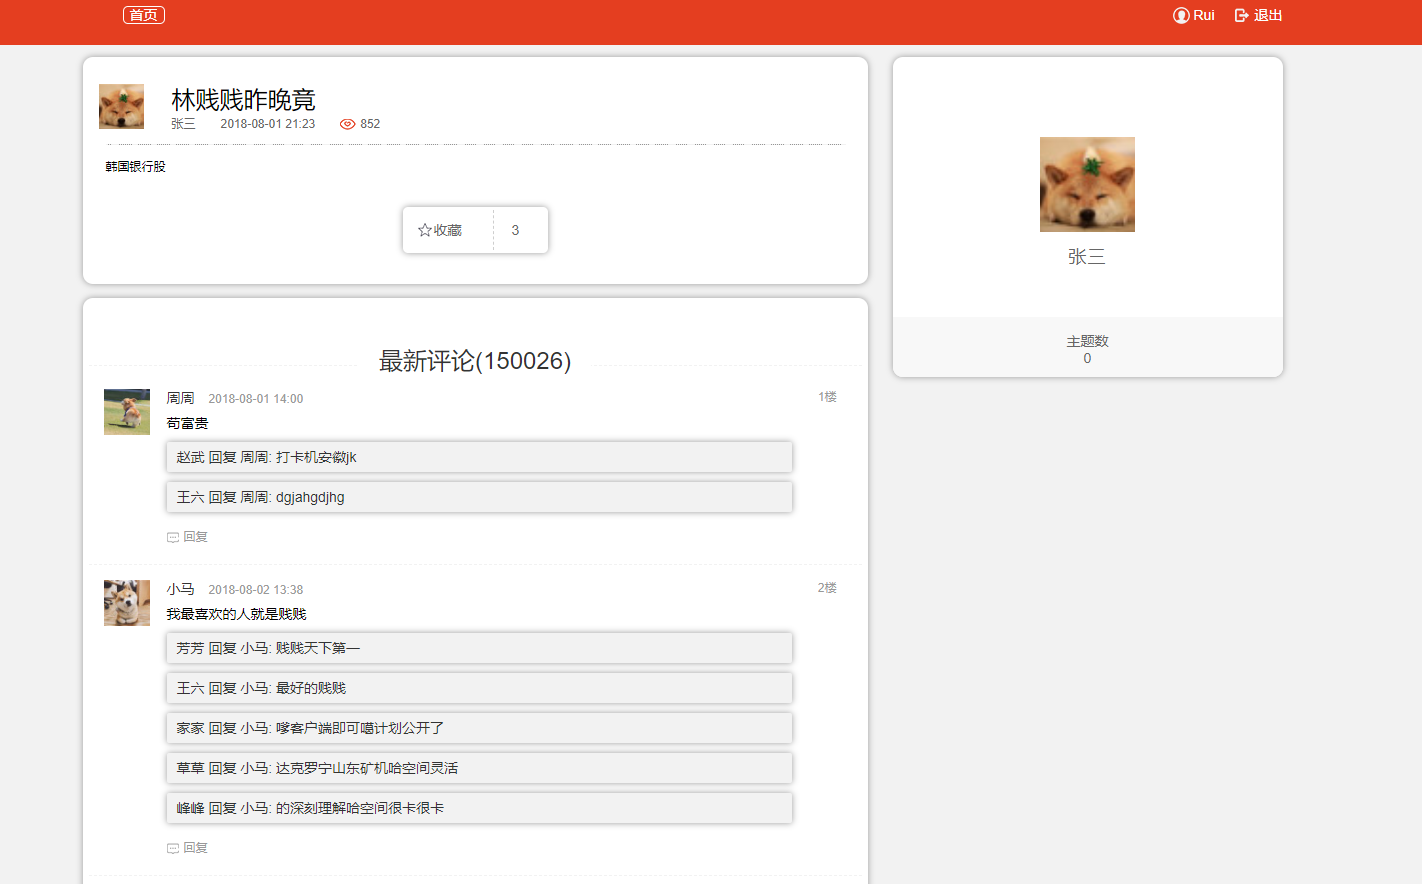 首页
Rui 退出
林贱贱昨晚竟
张三 2018-08-01 21:23 852
韩国银行股
收藏 3
张三
主题数
0
最新评论(150026)
周周 2018-08-01 14:00 1楼
苟富贵
赵武 回复 周周: 打卡机安徽jk
王六 回复 周周: dgjahgdjhg
回复
小马 2018-08-02 13:38 2楼
我最喜欢的人就是贱贱
芳芳 回复 小马: 贱贱天下第一
王六 回复 小马: 最好的贱贱
家家 回复 小马: 嗲客户端即可噶计划公开了
草草 回复 小马: 达克罗宁山东矿机哈空间灵活
峰峰 回复 小马: 的深刻理解哈空间很卡很卡
回复